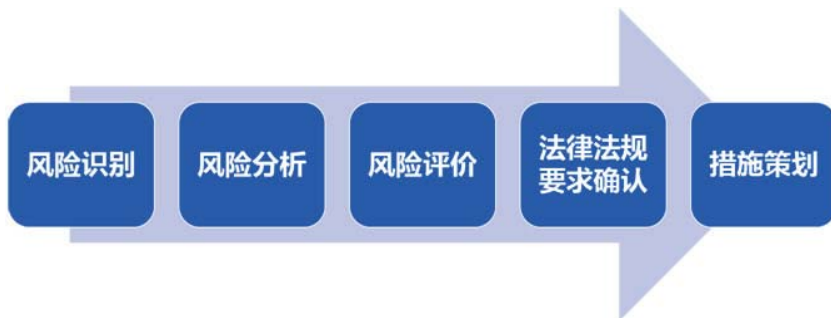 风险识别
风险分析
风险评价
法律法规
要求确认
措施策划